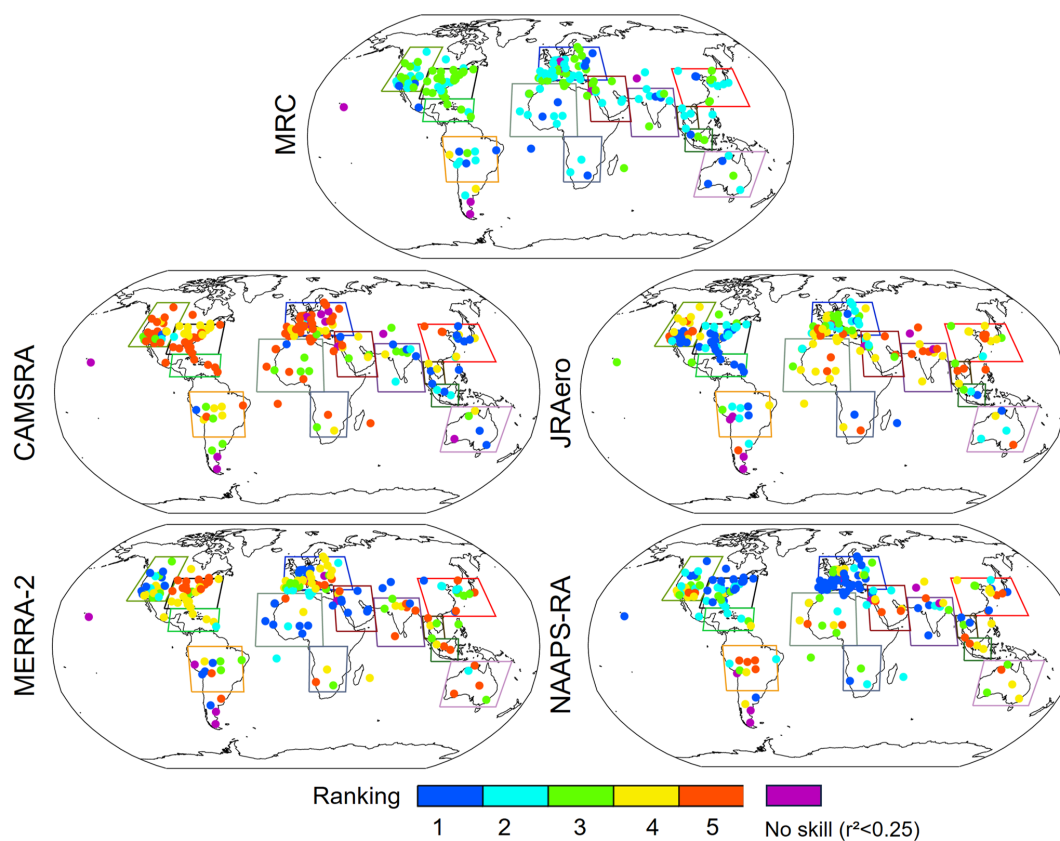 MRC
CAMSRA
JRAero
MERRA-2
NAAPS-RA
Ranking
1 2 3 4 5
No skill (r²<0.25)